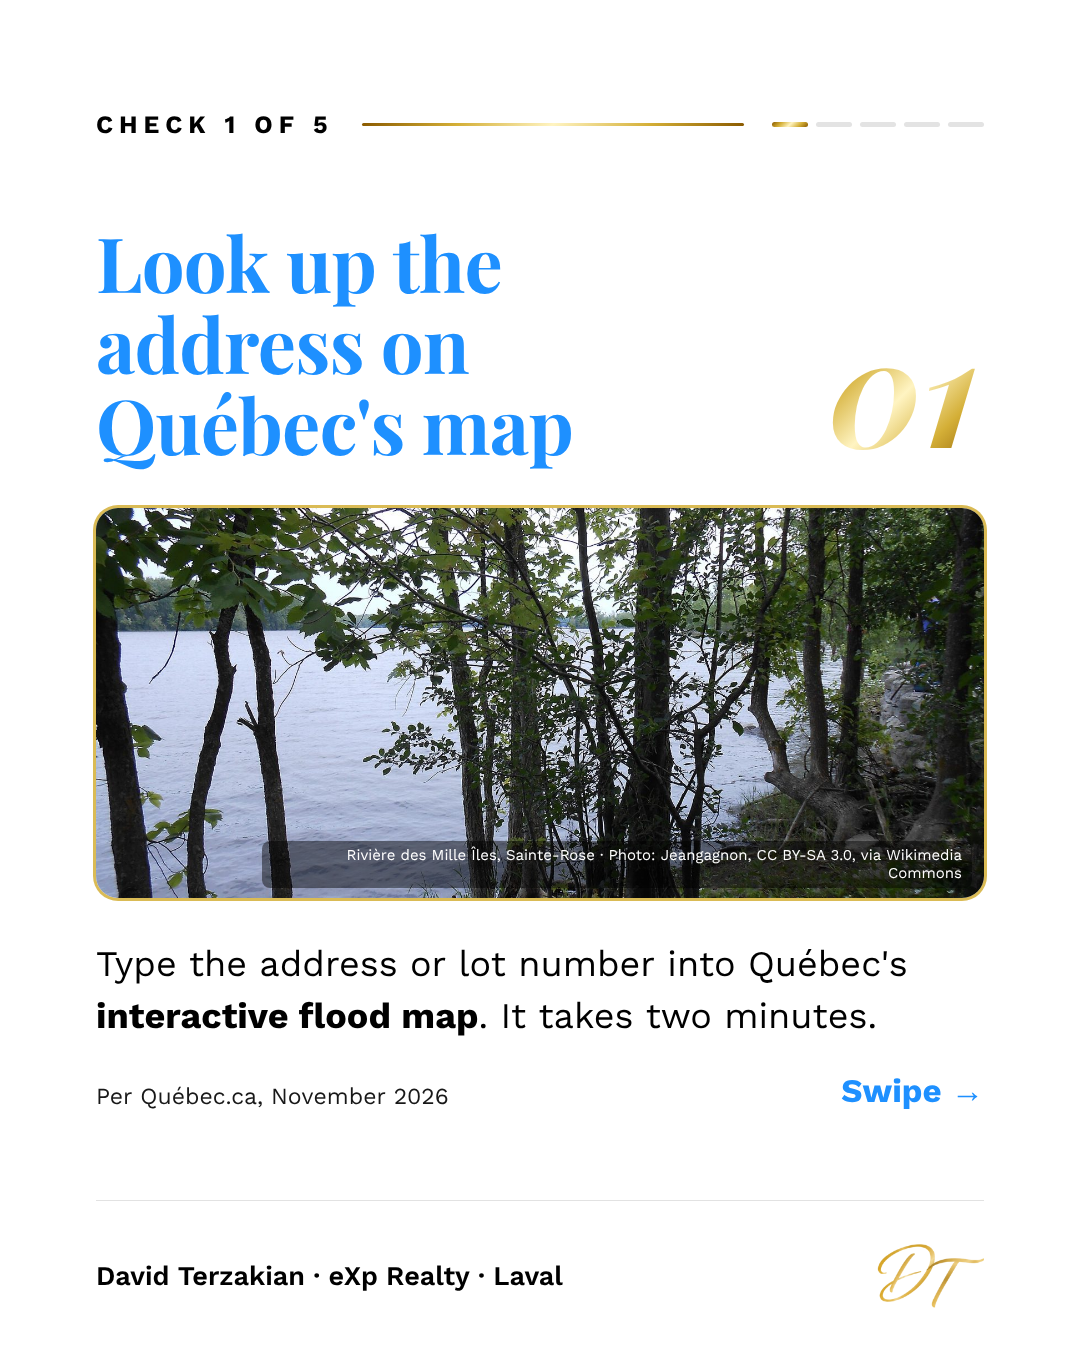 CHECK 1 OF 5
Look up the
address on
Québec's map
01
Rivière des Mille Îles, Sainte-Rose · Photo: Jeangagnon, CC BY-SA 3.0, via Wikimedia
Commons
Type the address or lot number into Québec's
interactive flood map. It takes two minutes.
Per Québec.ca, November 2026
Swipe →
David Terzakian · eXp Realty · Laval
DT